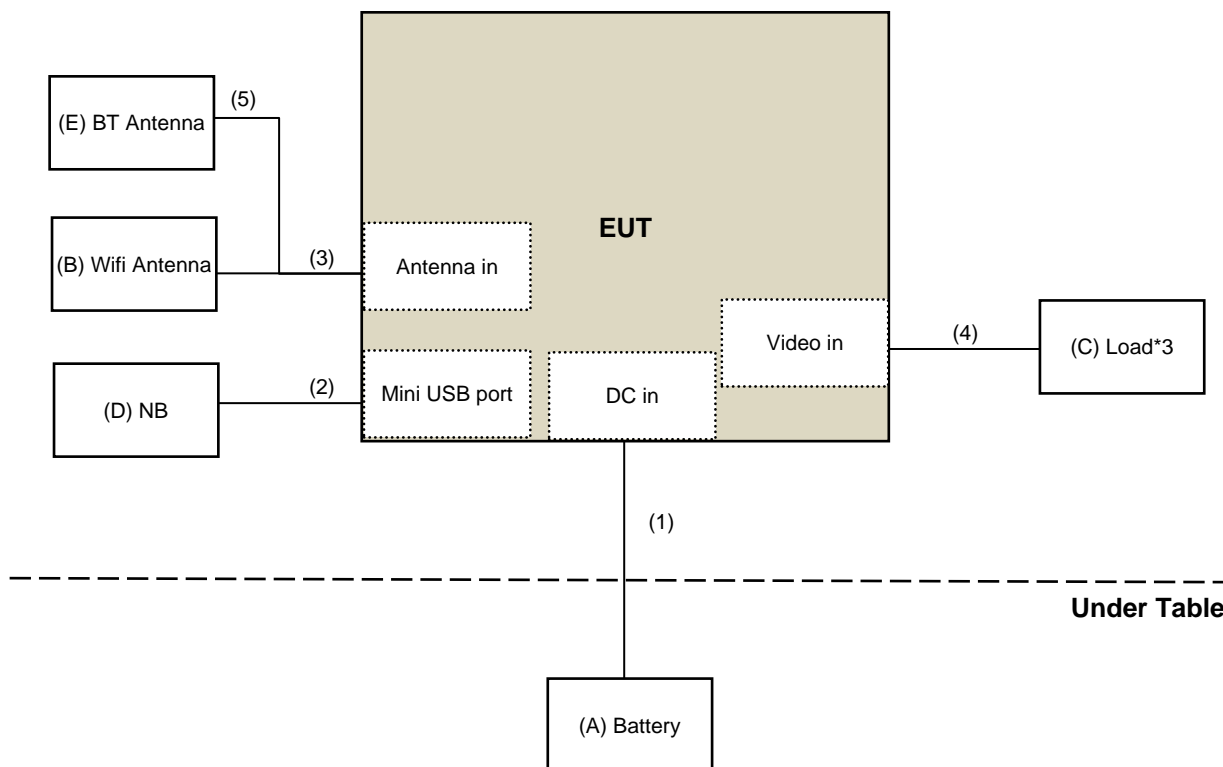 (5)
(E) BT Antenna
EUT
(B) Wifi Antenna
(3)
Antenna in
Video in
(4)
(C) Load*3
(D) NB
(2)
Mini USB port
DC in
(1)
Under Table
(A) Battery